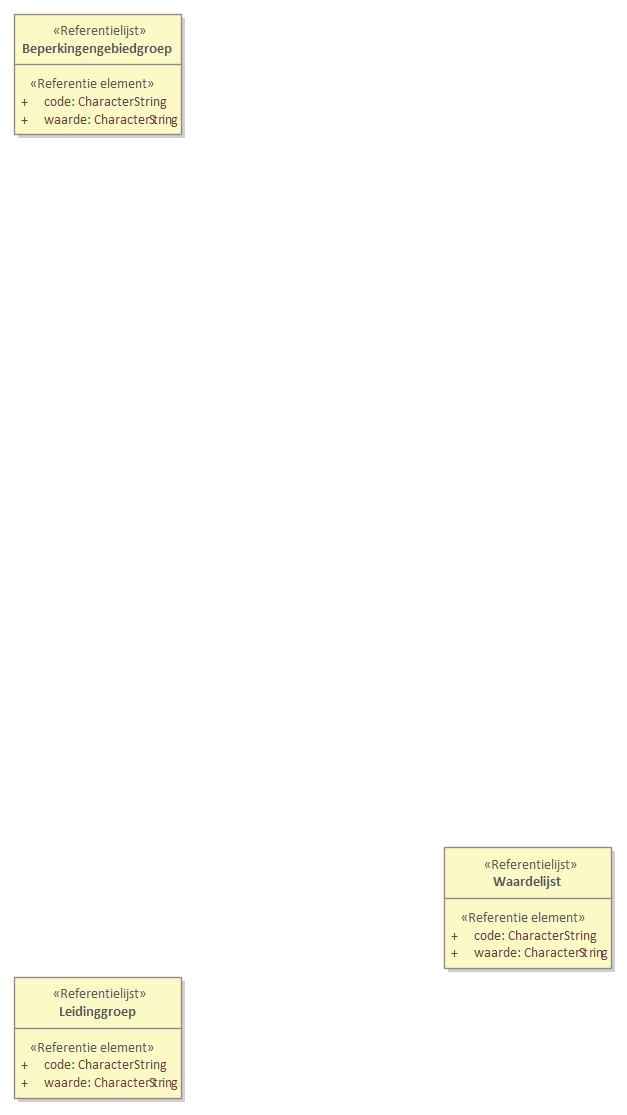 «Referentielijst»
Beperkingengebiedgroep
«Referentie element»
+ code: CharacterString
+ waarde: CharacterString
«Referentielijst»
Waardelijst
«Referentie element»
+ code: CharacterString
+ waarde: CharacterString
«Referentielijst»
Leidinggroep
«Referentie element»
+ code: CharacterString
+ waarde: CharacterString